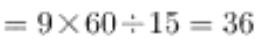 = 9×60÷15 = 36